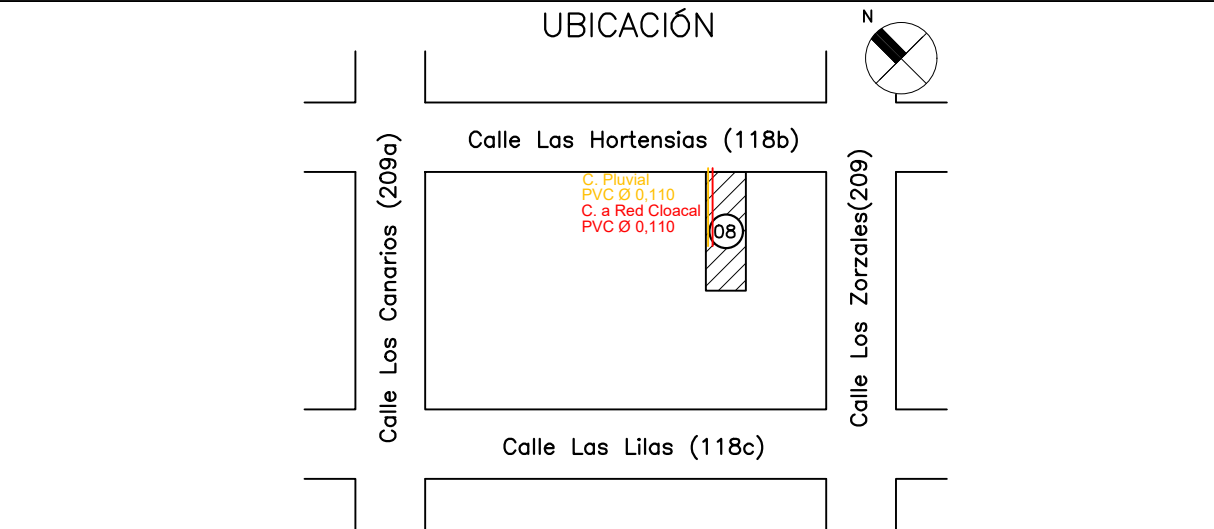 UBICACIÓN
N
Calle Las Hortensias (118b)
Calle Los Canarios (209a)
C. Pluvial
PVC Ø 0,110
C. a Red Cloacal
PVC Ø 0,110
08
Calle Los Zorzales(209)
Calle Las Lilas (118c)